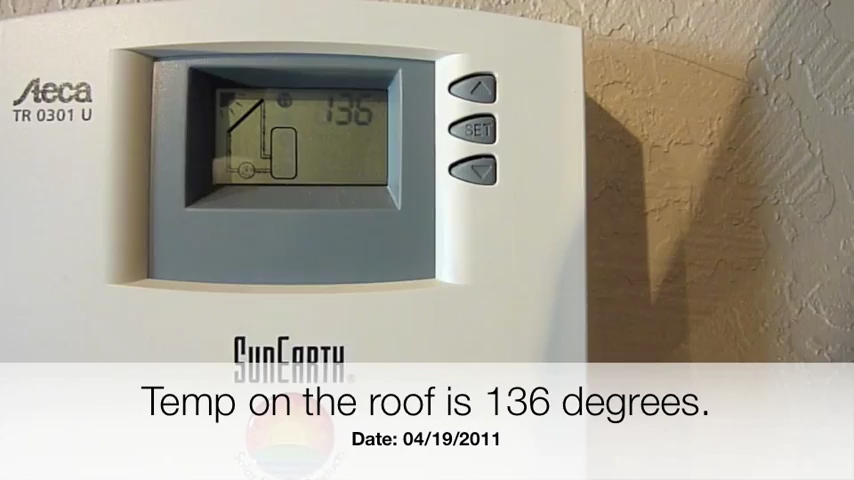 Steca
TR 0301 U
136
SET
SUNEARTH®
Temp on the roof is 136 degrees.
Date: 04/19/2011